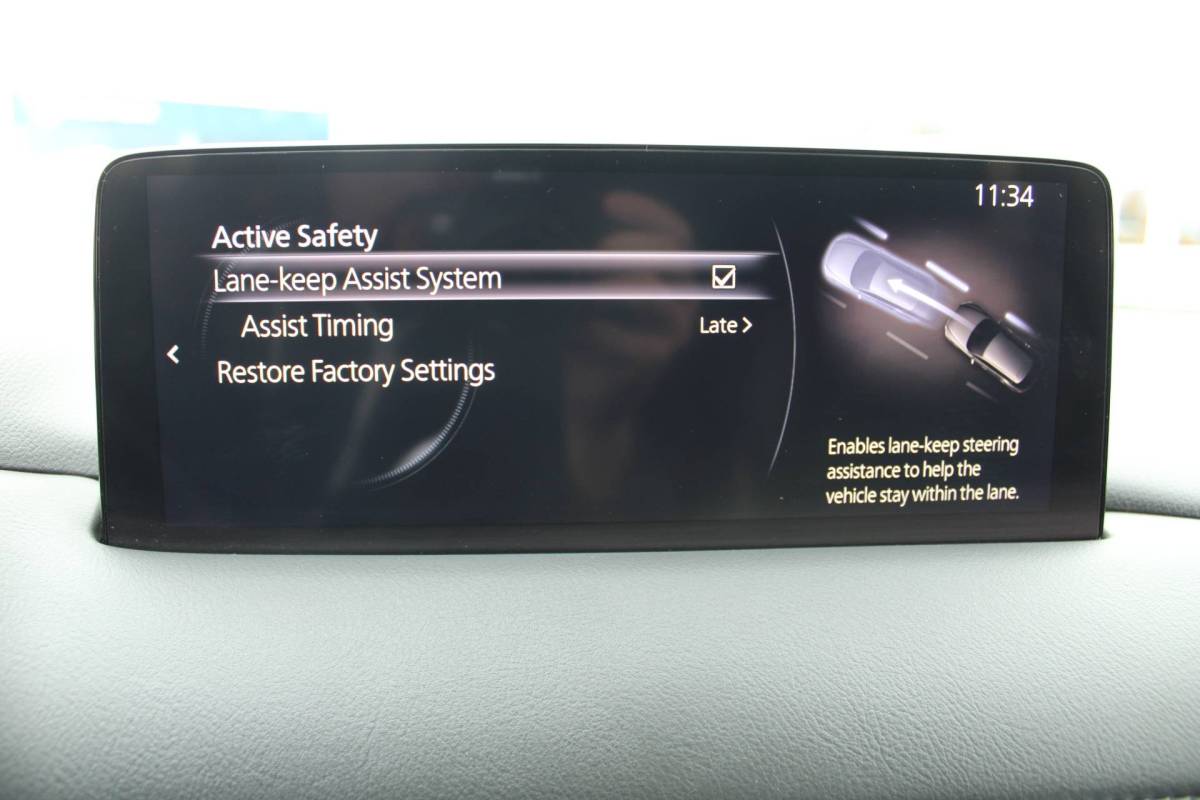 11:34
Active Safety
Lane-keep Assist System
Assist Timing Late >
Restore Factory Settings
Enables lane-keep steering
assistance to help the
vehicle stay within the lane.